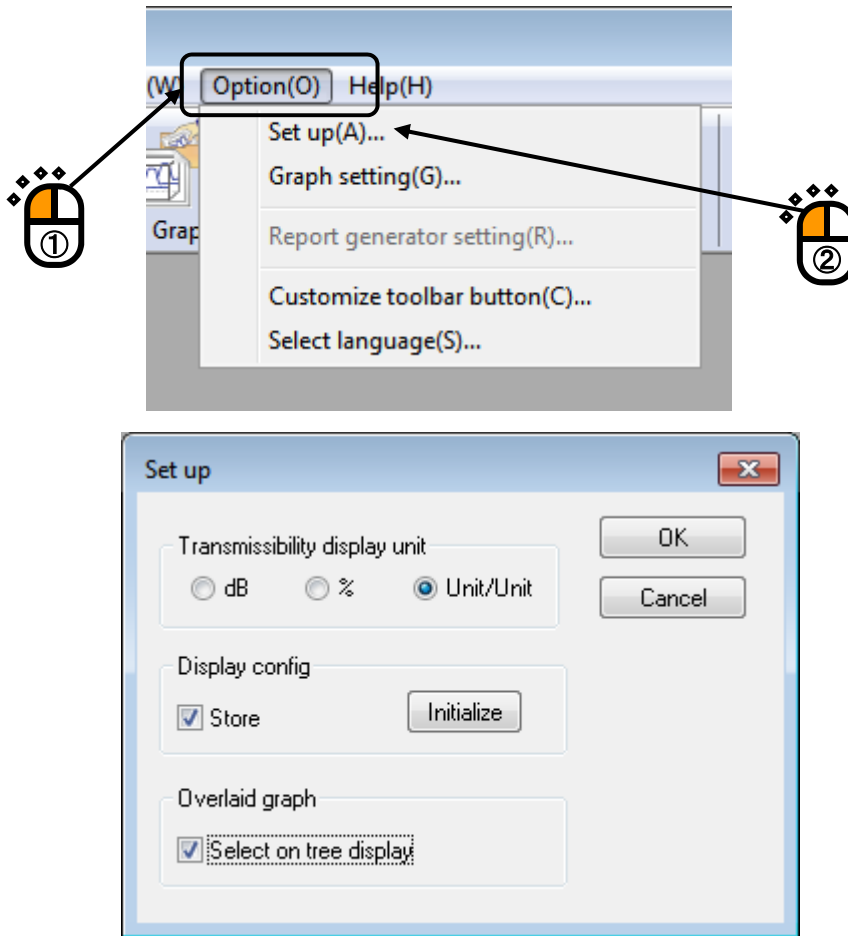 (W) Option(O) Help(H)
Set up(A)...
①
Graph setting(G)...
②
Grap
Report generator setting(R)...
Customize toolbar button(C)...
Select language(S)...
Set up
Transmissibility display unit
OK
dB % Unit/Unit
Cancel
Display config
Store Initialize
Overlaid graph
Select on tree display